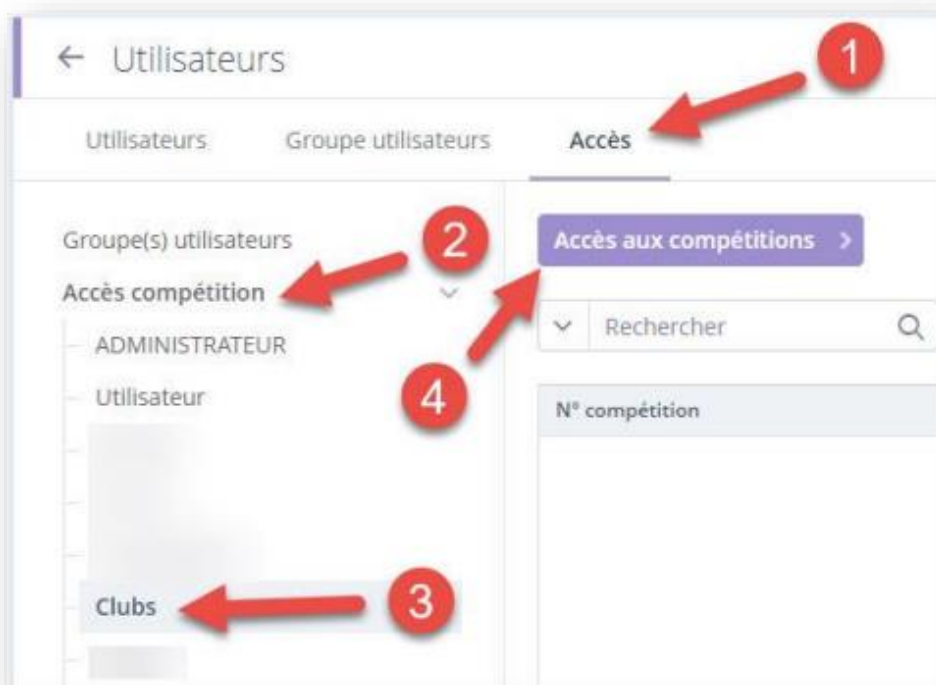 ← Utilisateurs
1
Utilisateurs Groupe utilisateurs Accès
Groupe(s) utilisateurs
2
Accès compétition
ADMINISTRATEUR
Utilisateur
Clubs
3
Accès aux compétitions >
4
Rechercher
N° compétition